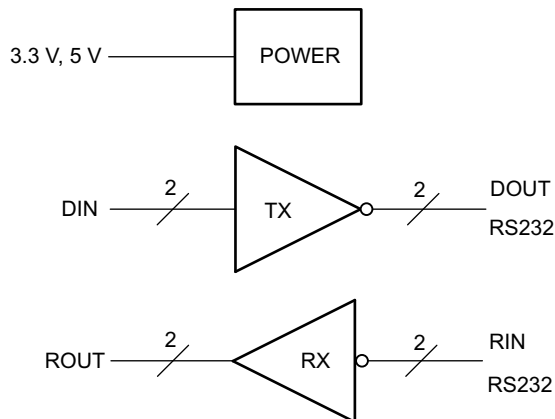 3.3 V, 5 V
POWER
DIN
2
TX
2
DOUT
RS232
ROUT
2
RX
2
RIN
RS232